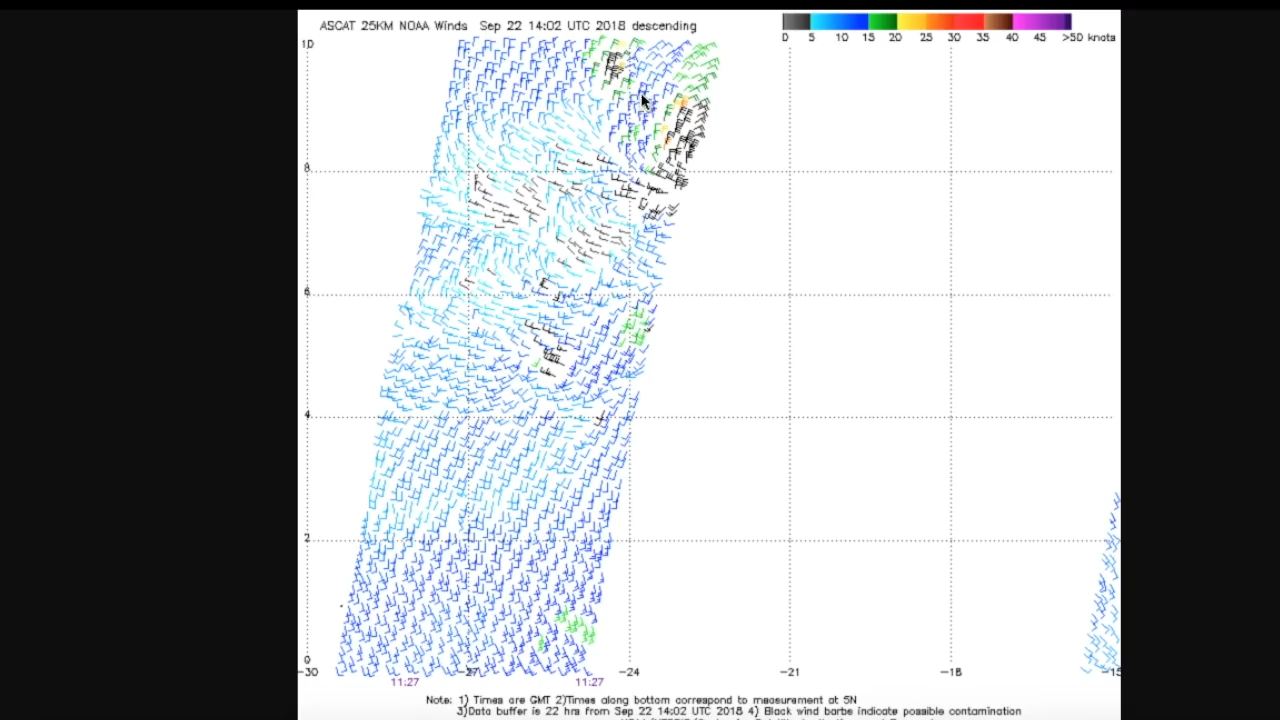 ASCAT 25KM NOAA Winds Sep 22 14:02 UTC 2018 descending
0 5 10 15 20 25 30 35 40 45 >50 knots
10
8
6
4
2
0
-30 -27 -24 -21 -18 -15
11:27 11:27
Note: 1) Times are GMT 2)Times along bottom correspond to measurement at 5N
3)Data buffer is 22 hrs from Sep 22 14:02 UTC 2018 4) Black wind barbs indicate possible contamination